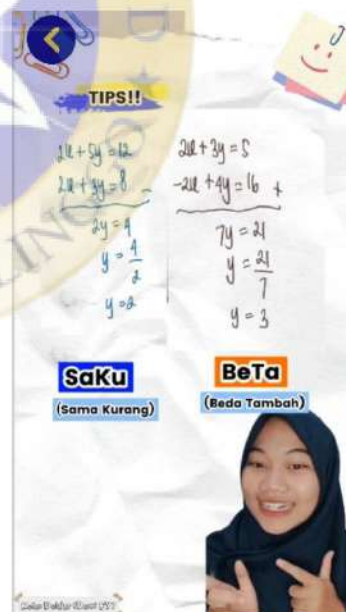 TIPS!!
2x + 5y = 12
2x + 3y = 8 -
2y = 4
y = 4/2
y = 2
2x + 3y = 5
-2x + 4y = 16 +
7y = 21
y = 21/7
y = 3
SaKu
(Sama Kurang)
BeTa
(Beda Tambah)